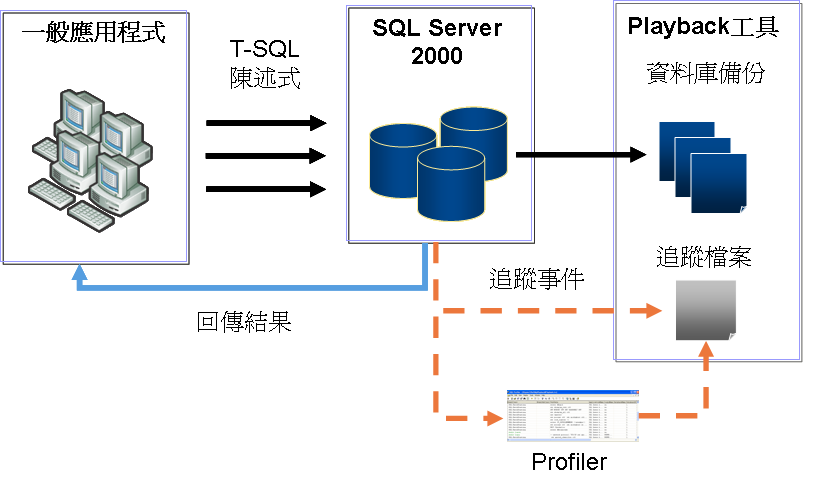 一般應用程式
T-SQL
陳述式
SQL Server
2000
Playback工具
資料庫備份
追蹤檔案
追蹤事件
回傳結果
Profiler